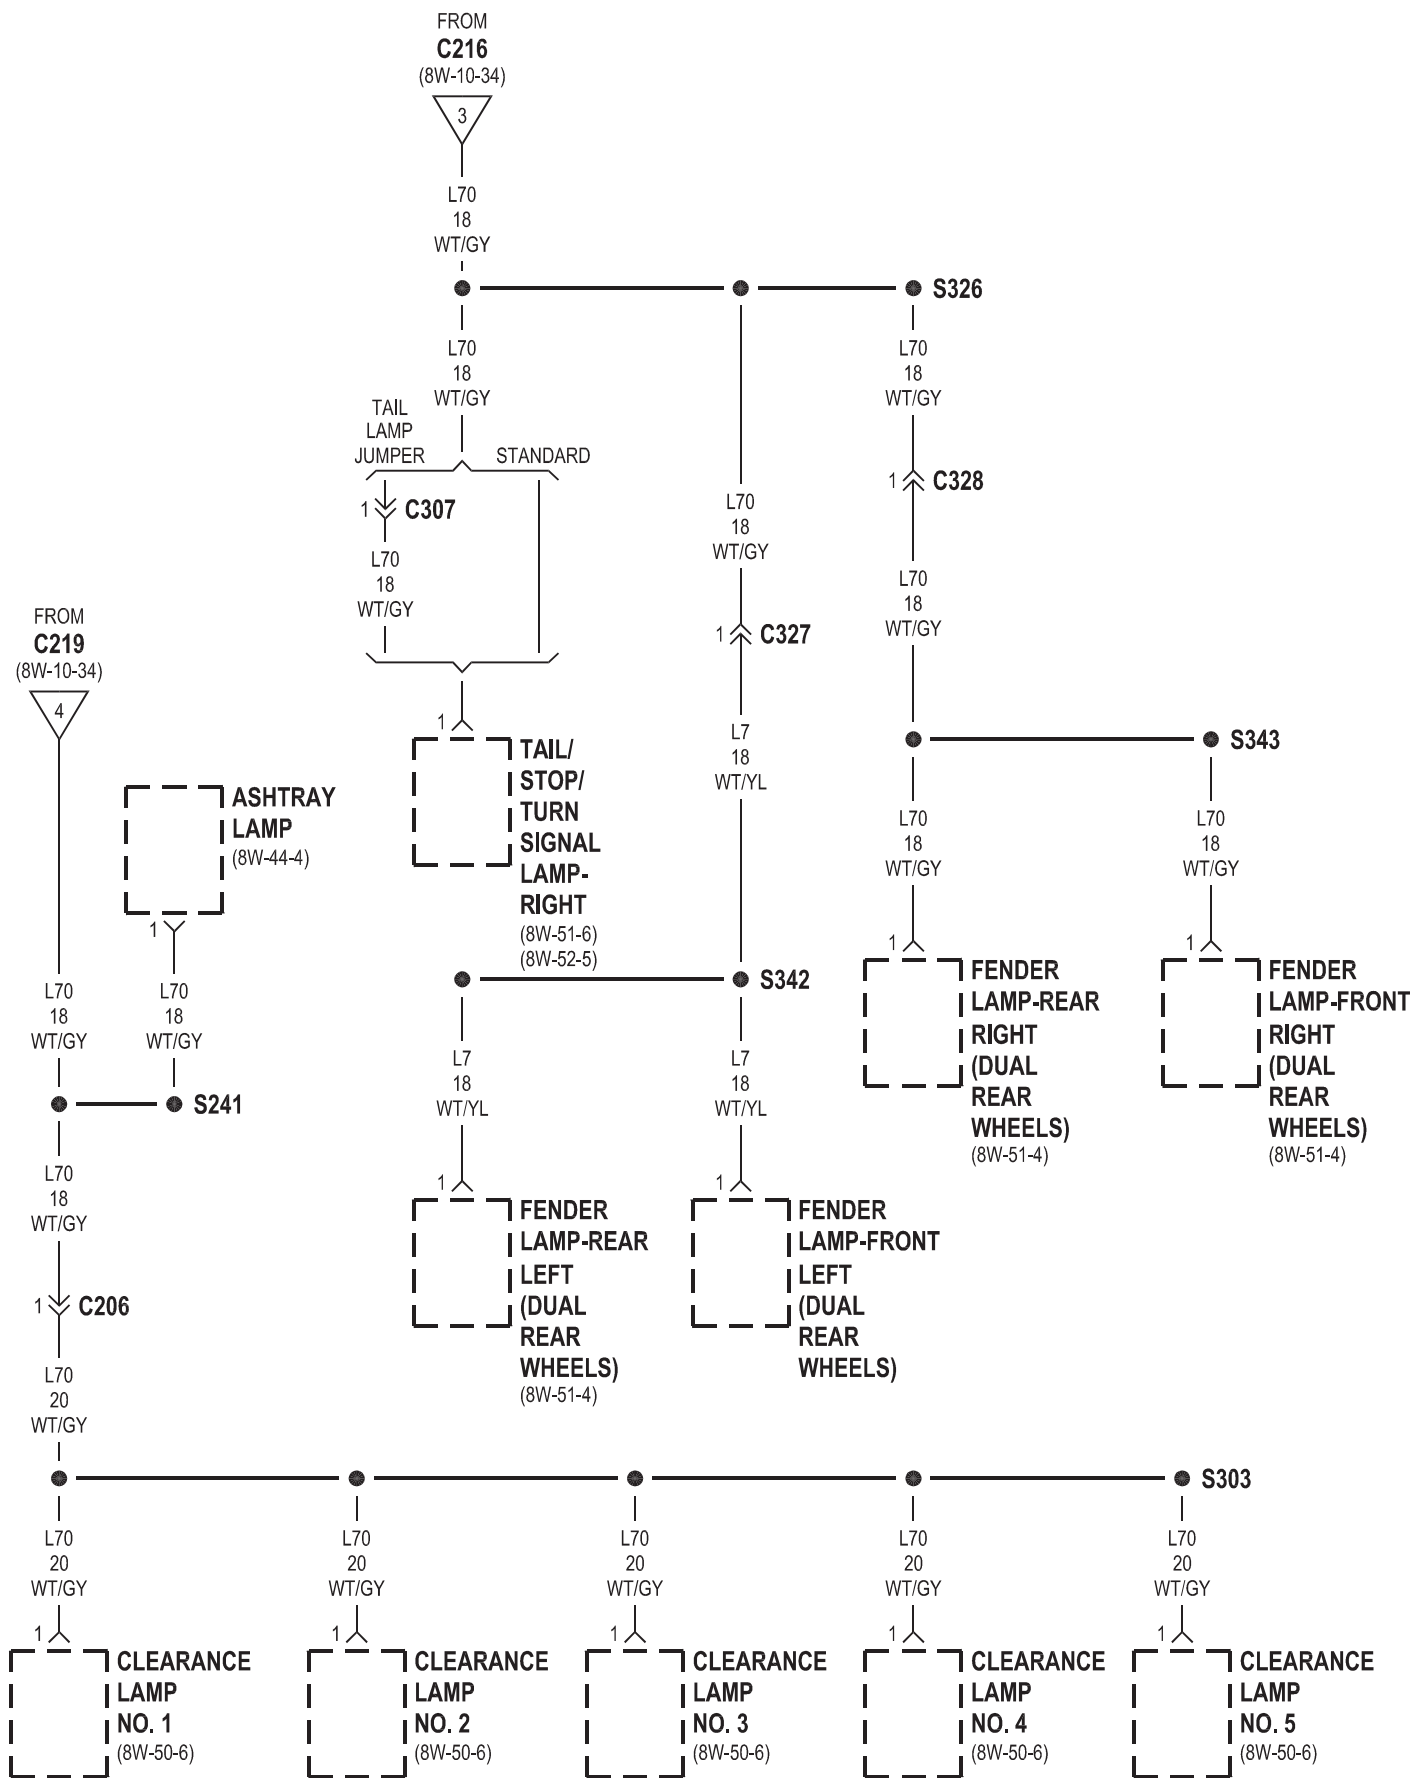 FROM
C216
(8W-10-34)
3
L70
18
WT/GY
S326
L70
18
WT/GY
TAIL
LAMP
JUMPER
STANDARD
1
C307
L70
18
WT/GY
1
TAIL/
STOP/
TURN
SIGNAL
LAMP-
RIGHT
(8W-51-6)
(8W-52-5)
L70
18
WT/GY
1
C327
L7
18
WT/YL
S342
L7
18
WT/YL
1
FENDER
LAMP-REAR
LEFT
(DUAL
REAR
WHEELS)
(8W-51-4)
L7
18
WT/YL
1
FENDER
LAMP-FRONT
LEFT
(DUAL
REAR
WHEELS)
L70
18
WT/GY
1
C328
L70
18
WT/GY
S343
L70
18
WT/GY
1
FENDER
LAMP-REAR
RIGHT
(DUAL
REAR
WHEELS)
(8W-51-4)
L70
18
WT/GY
1
FENDER
LAMP-FRONT
RIGHT
(DUAL
REAR
WHEELS)
(8W-51-4)
FROM
C219
(8W-10-34)
4
ASHTRAY
LAMP
(8W-44-4)
1
L70
18
WT/GY
L70
18
WT/GY
S241
L70
18
WT/GY
1
C206
L70
20
WT/GY
S303
L70
20
WT/GY
1
CLEARANCE
LAMP
NO. 1
(8W-50-6)
L70
20
WT/GY
1
CLEARANCE
LAMP
NO. 2
(8W-50-6)
L70
20
WT/GY
1
CLEARANCE
LAMP
NO. 3
(8W-50-6)
L70
20
WT/GY
1
CLEARANCE
LAMP
NO. 4
(8W-50-6)
L70
20
WT/GY
1
CLEARANCE
LAMP
NO. 5
(8W-50-6)